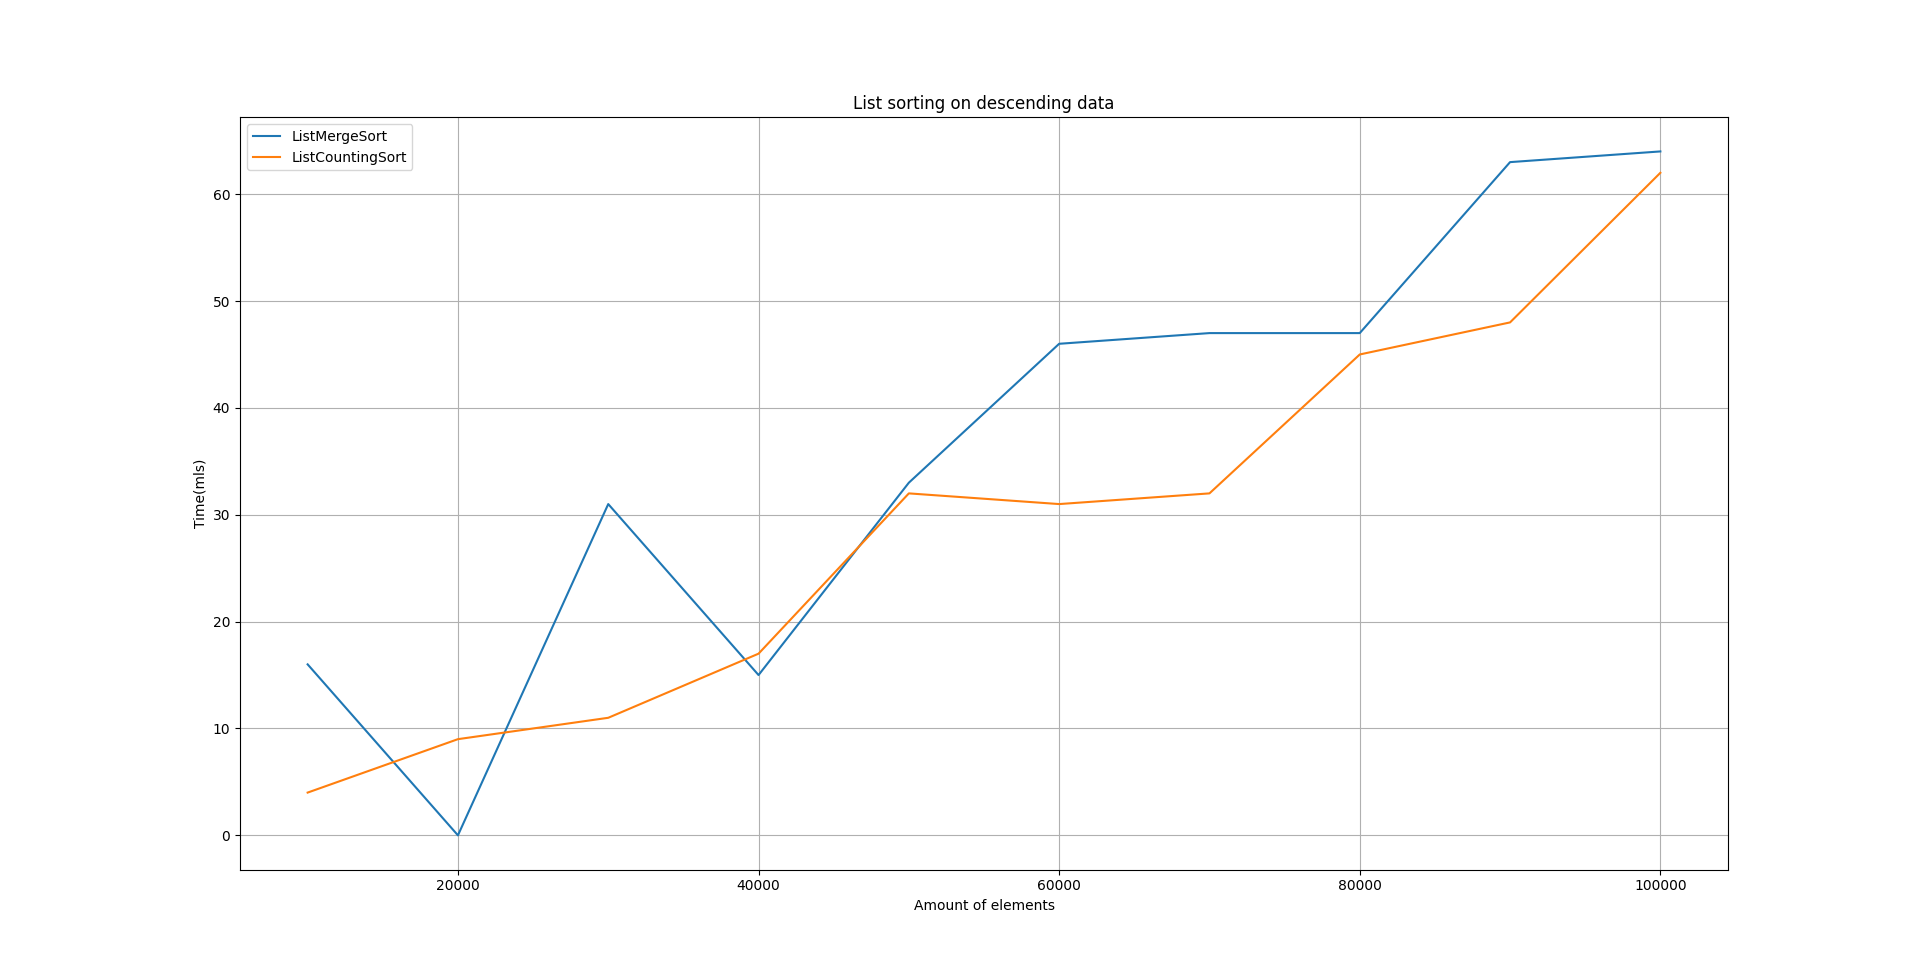 List sorting on descending data
ListMergeSort
ListCountingSort
60
50
40
30
20
10
0
Time(mls)
20000 40000 60000 80000 100000
Amount of elements